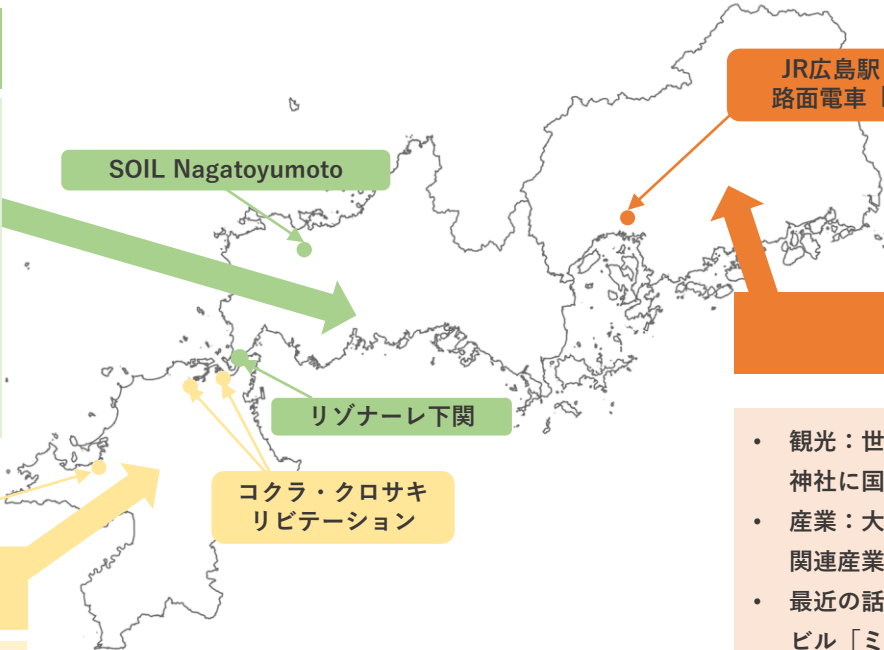 JR広島駅
路面電車「
SOIL Nagatoyumoto
リゾナーレ下関
コクラ・クロサキ
リビテーション
• 観光：世
神社に国
• 産業：大
関連産業
• 最近の話
ビル「ミ